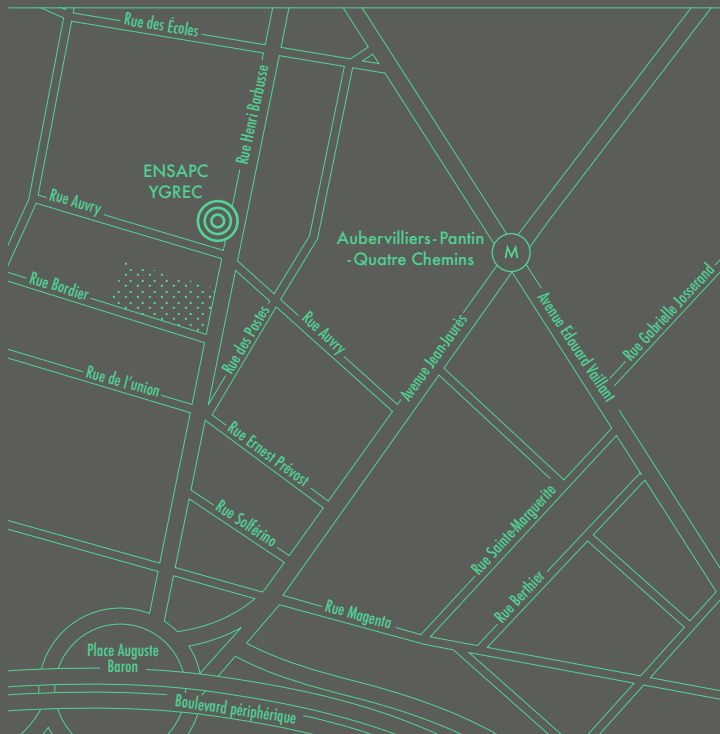 Rue des Écoles
Rue Henri Barbusse
ENSAPC
YGREC
Rue Auvry
Aubervilliers-Pantin
-Quatre Chemins
M
Rue Bordier
Rue des Postes
Rue Auvry
Avenue Jean-Jaurès
Avenue Edouard Vaillant
Rue Gabrielle Josserand
Rue de l'union
Rue Ernest Prévost
Rue Solférino
Rue Sainte-Marguerite
Rue Berthier
Rue Magenta
Place Auguste
Baron
Boulevard périphérique